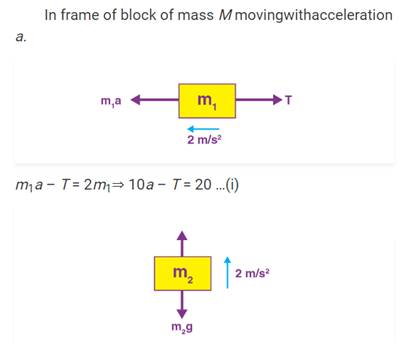 In frame of block of mass M movingwithacceleration
a.
m₁a m₁ T
2 m/s²
m₁a – T = 2m₁⇒ 10a – T = 20 ...(i)
m₂ 2 m/s²
m₂g